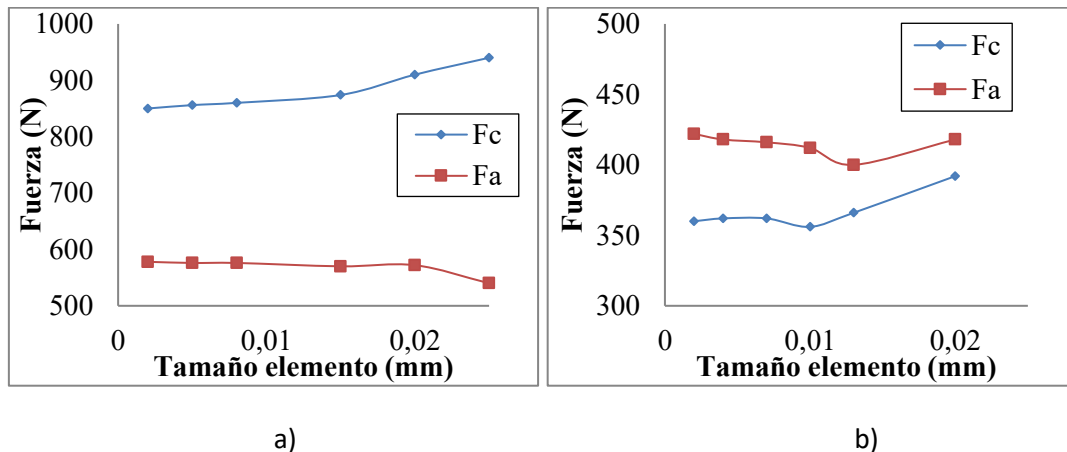 1000
900
800
700
600
500
Fuerza (N)
Fc
Fa
0
0,01
0,02
Tamaño elemento (mm)
a)
500
450
400
350
300
Fuerza (N)
Fc
Fa
0
0,01
0,02
Tamaño elemento (mm)
b)